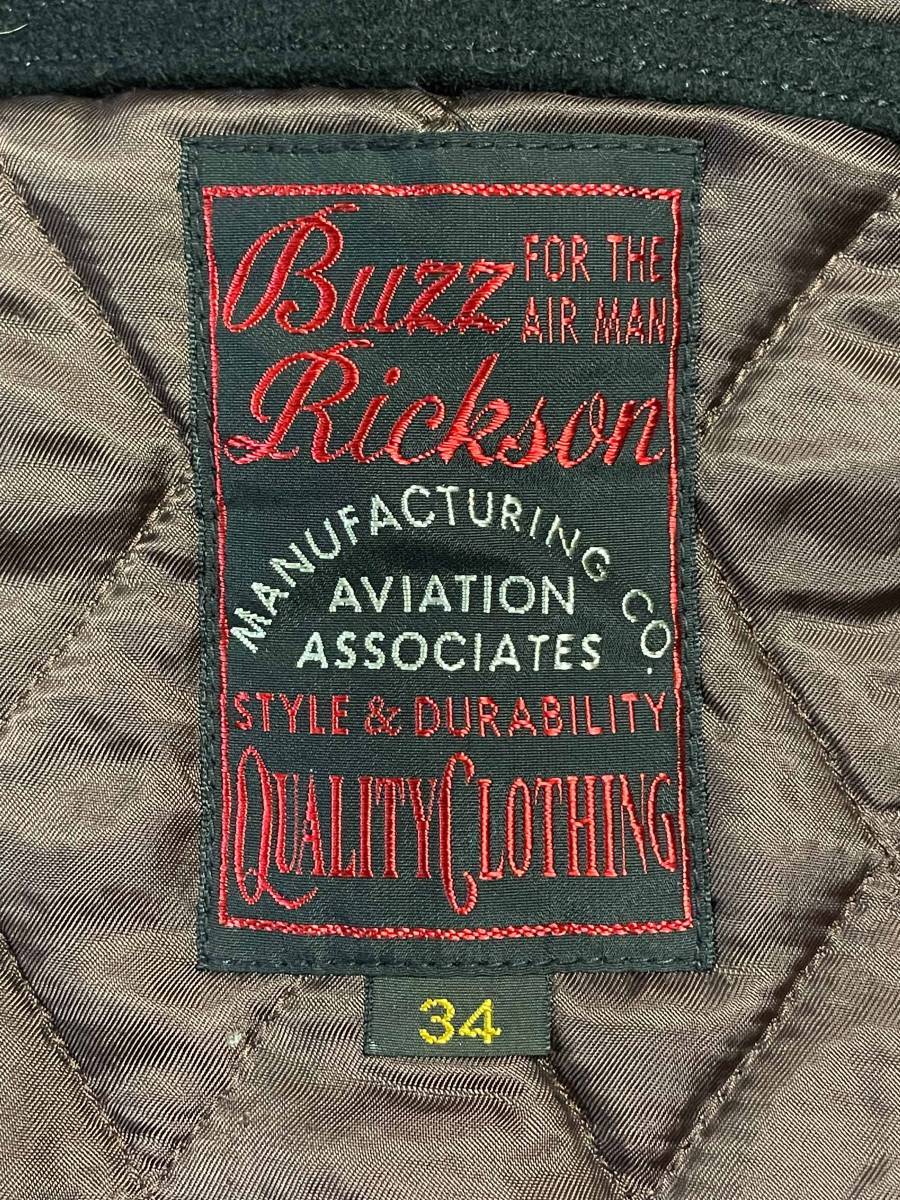 Buzz FOR THE
AIR MAN
Rickson
MANUFACTURING CO.
AVIATION
ASSOCIATES
STYLE & DURABILITY
QUALITY CLOTHING
34